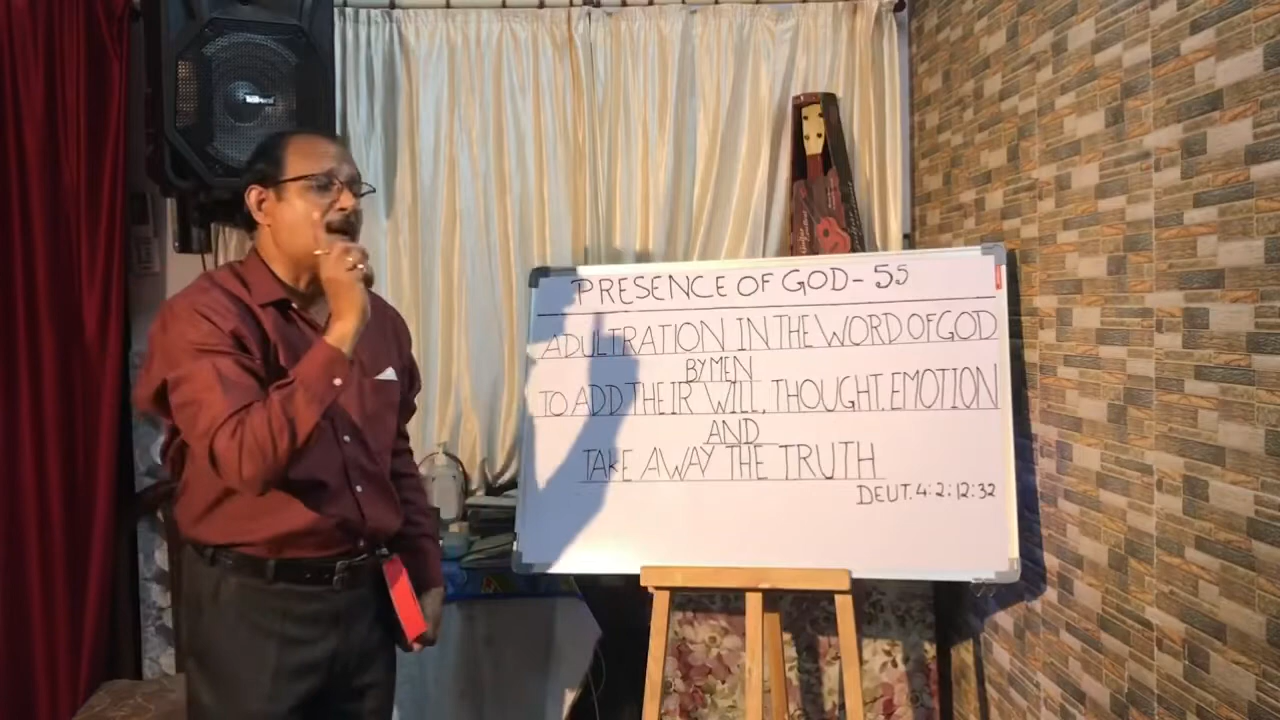 PRESENCE OF GOD - 55
ADULTRATION IN THE WORD OF GOD
BY MEN
TO ADD THEIR WILL, THOUGHT, EMOTION
AND
TAKE AWAY THE TRUTH
DEUT. 4:2:12:32